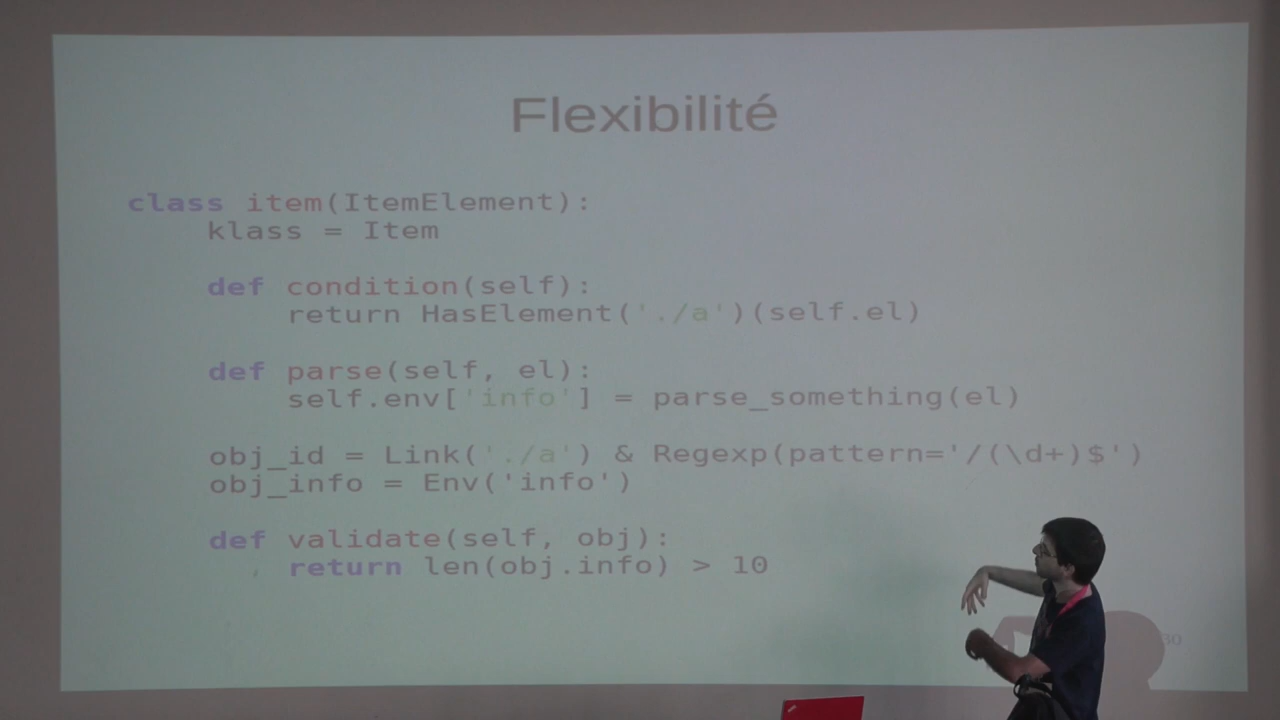 Flexibilité
class item(ItemElement):
klass = Item
def condition(self):
return HasElement('./a')(self.el)
def parse(self, el):
self.env['info'] = parse_something(el)
obj_id = Link('./a') & Regexp(pattern='/(\d+)$')
obj_info = Env('info')
def validate(self, obj):
return len(obj.info) > 10
30